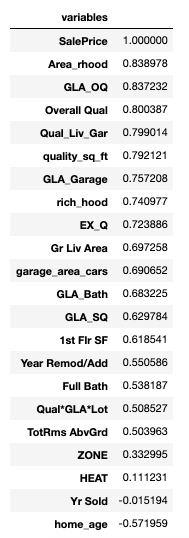 variables
SalePrice 1.000000
Area_rhood 0.838978
GLA_OQ 0.837232
Overall Qual 0.800387
Qual_Liv_Gar 0.799014
quality_sq_ft 0.792121
GLA_Garage 0.757208
rich_hood 0.740977
EX_Q 0.723886
Gr Liv Area 0.697258
garage_area_cars 0.690652
GLA_Bath 0.683225
GLA_SQ 0.629784
1st Flr SF 0.618541
Year Remod/Add 0.550586
Full Bath 0.538187
Qual*GLA*Lot 0.508527
TotRms AbvGrd 0.503963
ZONE 0.332995
HEAT 0.111231
Yr Sold -0.015194
home_age -0.571959